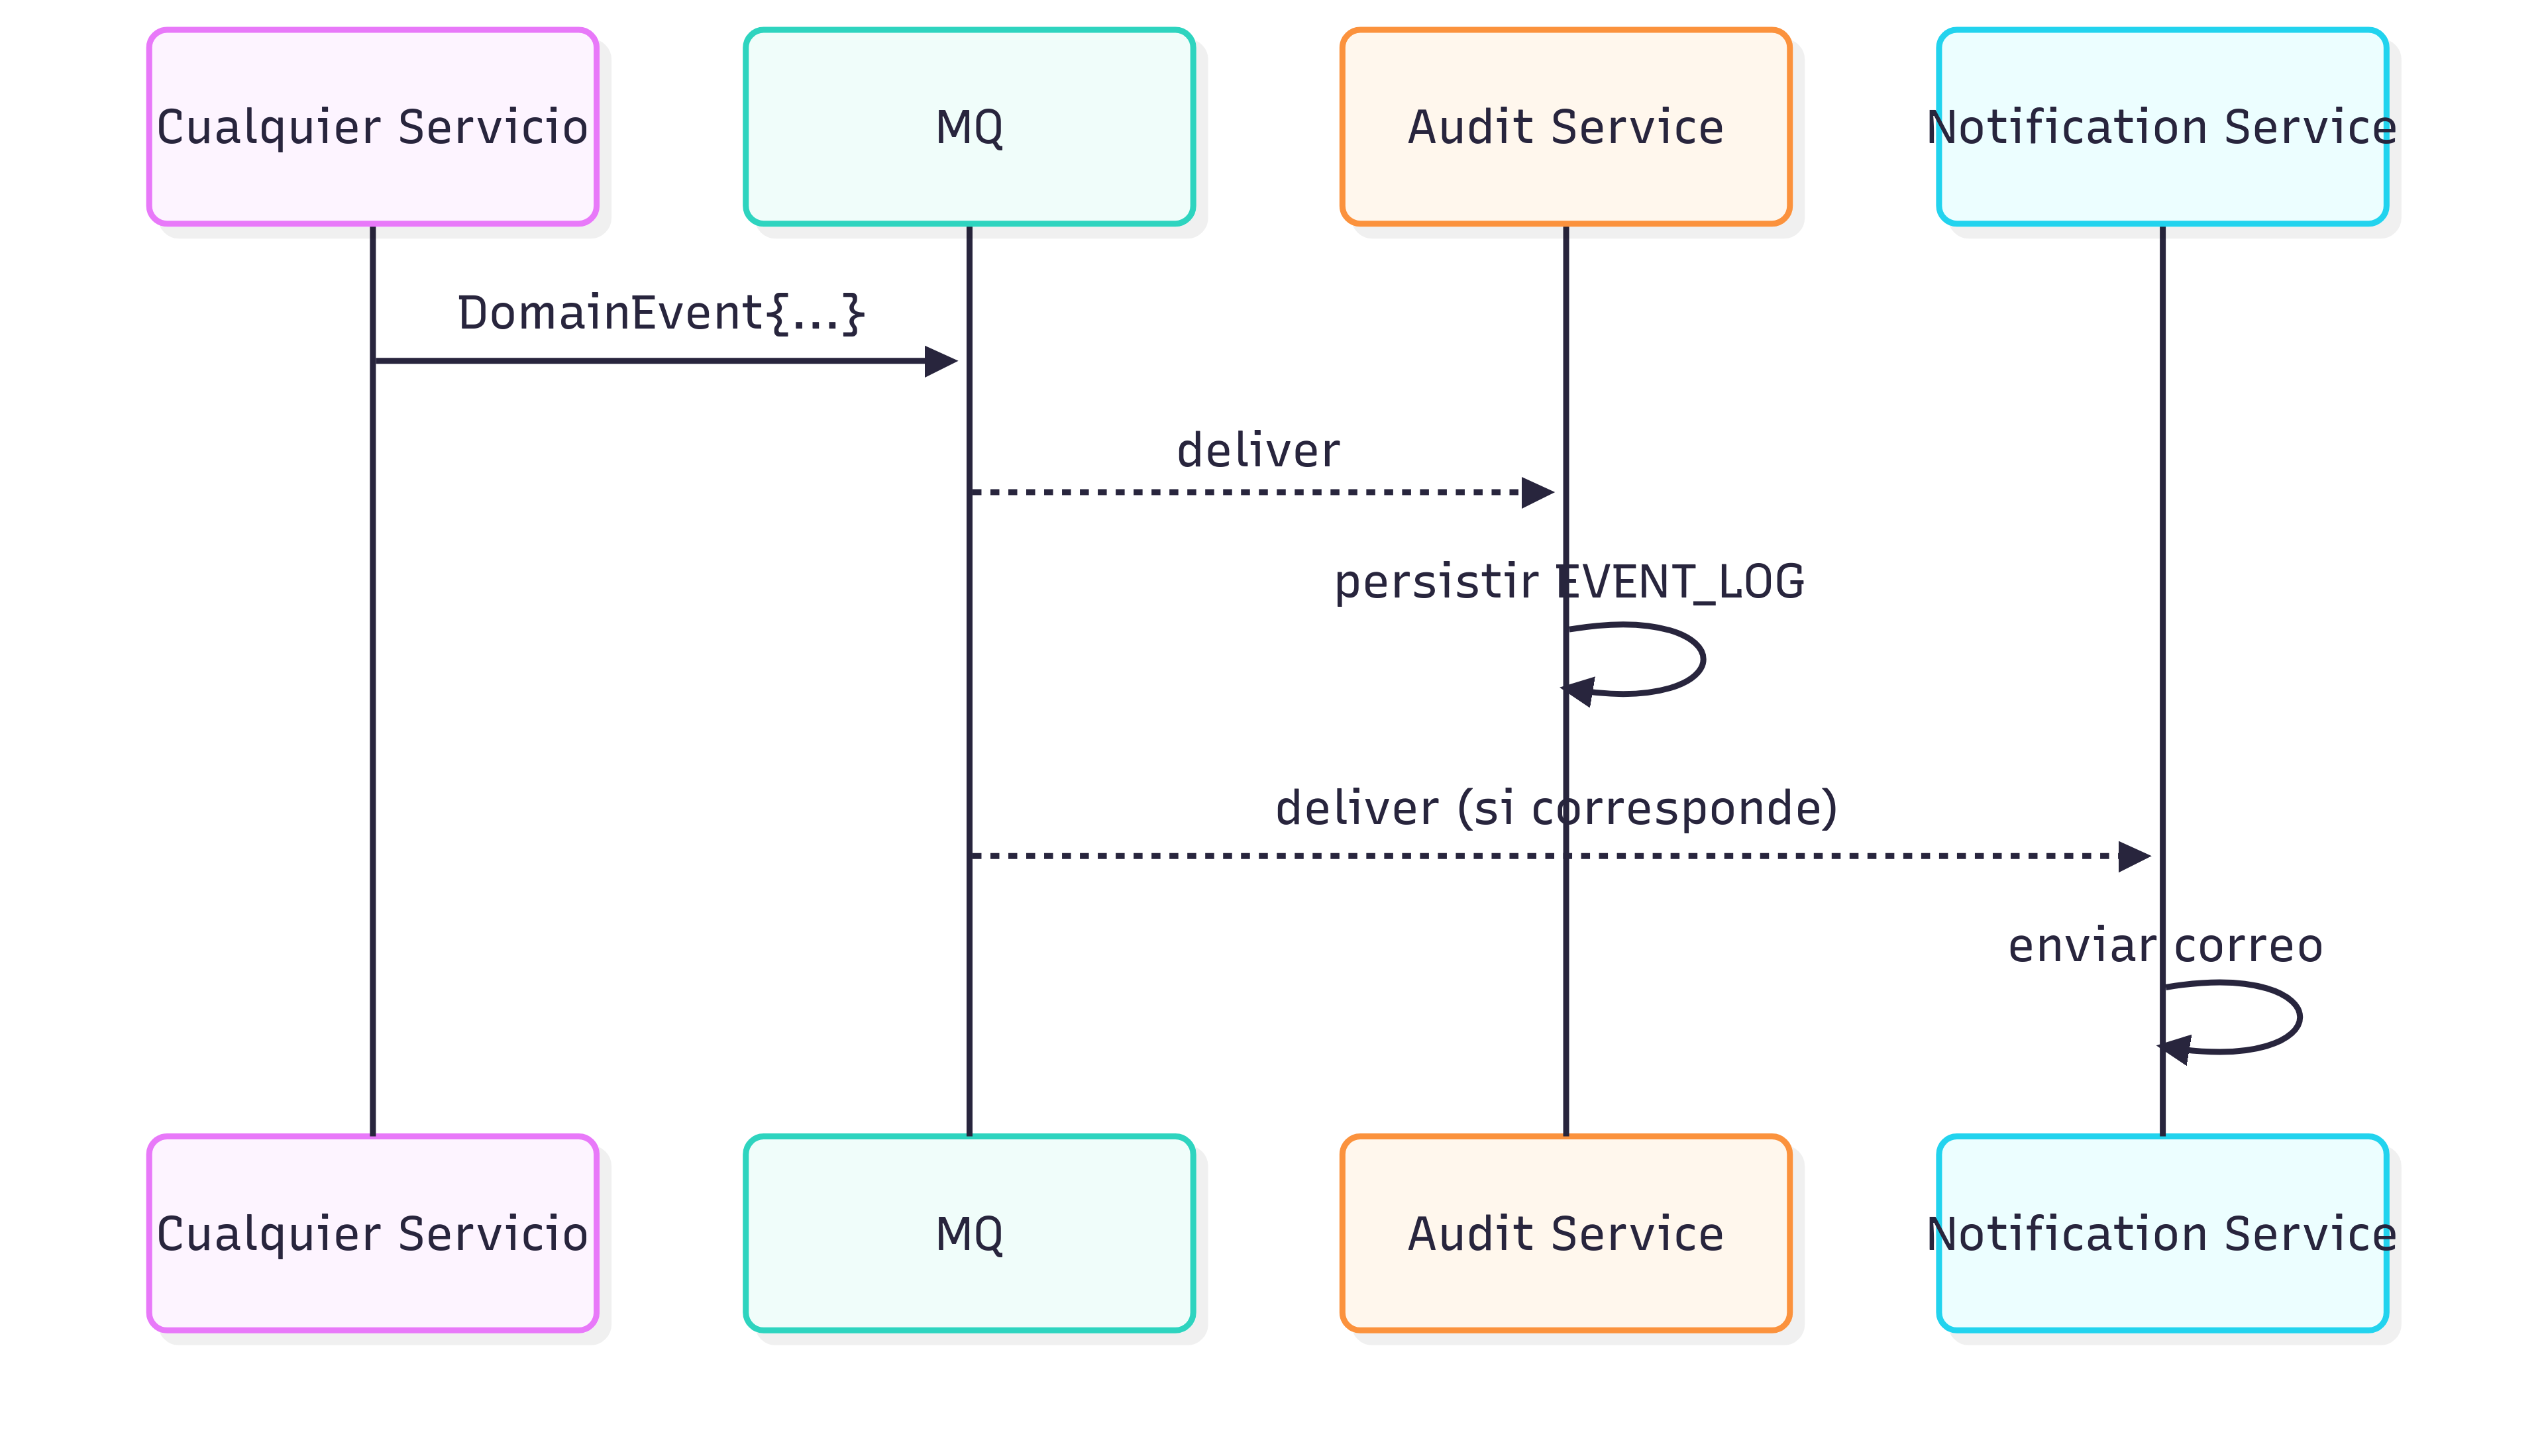 Cualquier Servicio
MQ
Audit Service
Notification Service
DomainEvent{...}
deliver
persistir EVENT_LOG
deliver (si corresponde)
enviar correo
Cualquier Servicio
MQ
Audit Service
Notification Service